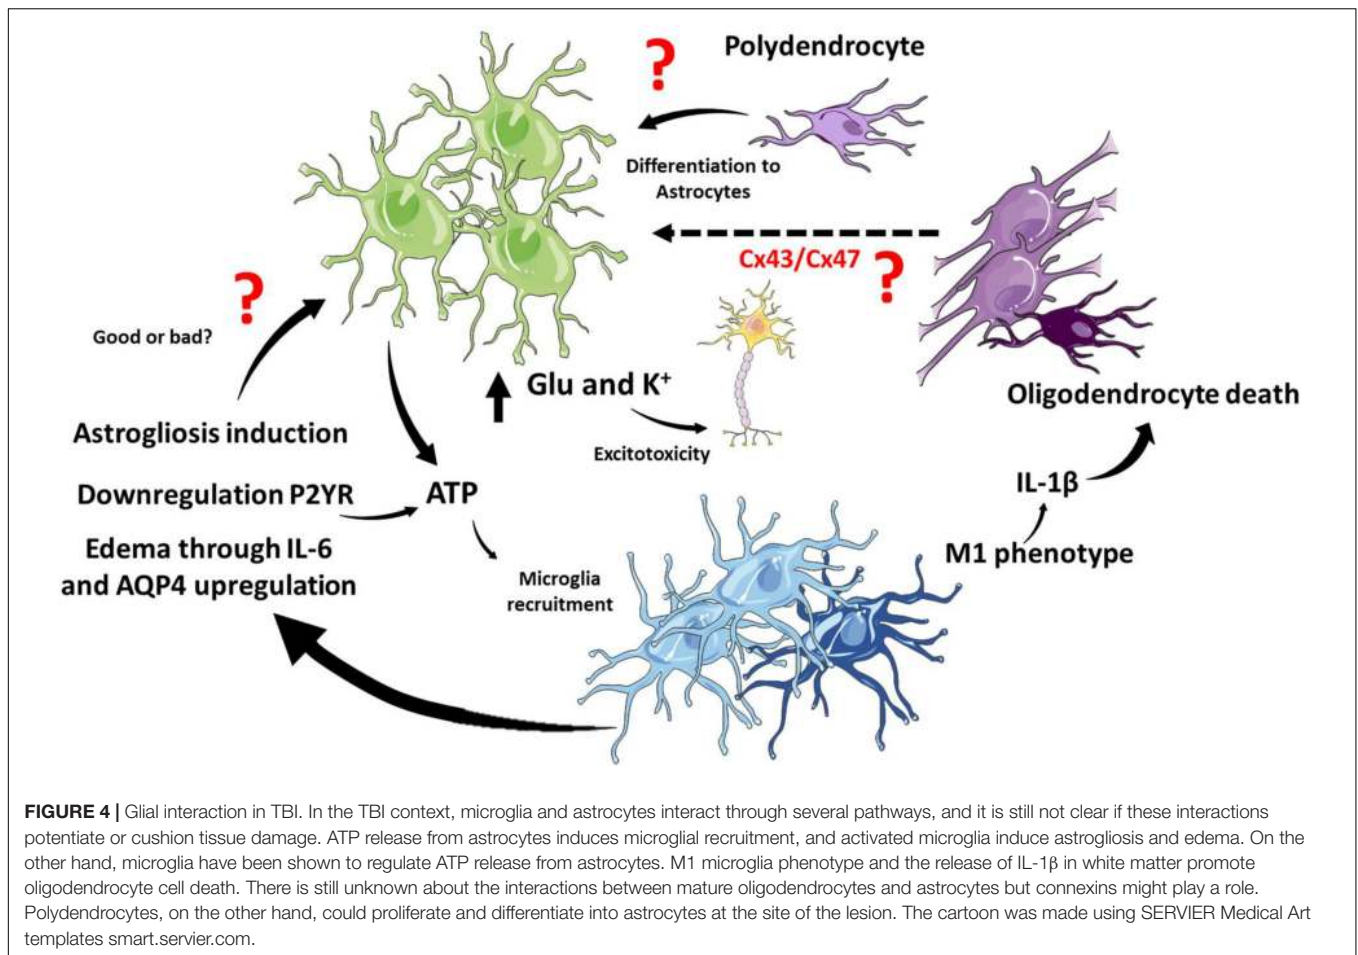 ?
Polydendrocyte
Differentiation to
Astrocytes
Cx43/Cx47 ?
?
Good or bad?
Glu and K⁺
Oligodendrocyte death
Astrogliosis induction
Excitotoxicity
Downregulation P2YR
ATP
IL-1β
Edema through IL-6
and AQP4 upregulation
M1 phenotype
Microglia
recruitment
FIGURE 4 | Glial interaction in TBI. In the TBI context, microglia and astrocytes interact through several pathways, and it is still not clear if these interactions
potentiate or cushion tissue damage. ATP release from astrocytes induces microglial recruitment, and activated microglia induce astrogliosis and edema. On the
other hand, microglia have been shown to regulate ATP release from astrocytes. M1 microglia phenotype and the release of IL-1β in white matter promote
oligodendrocyte cell death. There is still unknown about the interactions between mature oligodendrocytes and astrocytes but connexins might play a role.
Polydendrocytes, on the other hand, could proliferate and differentiate into astrocytes at the site of the lesion. The cartoon was made using SERVIER Medical Art
templates smart.servier.com.